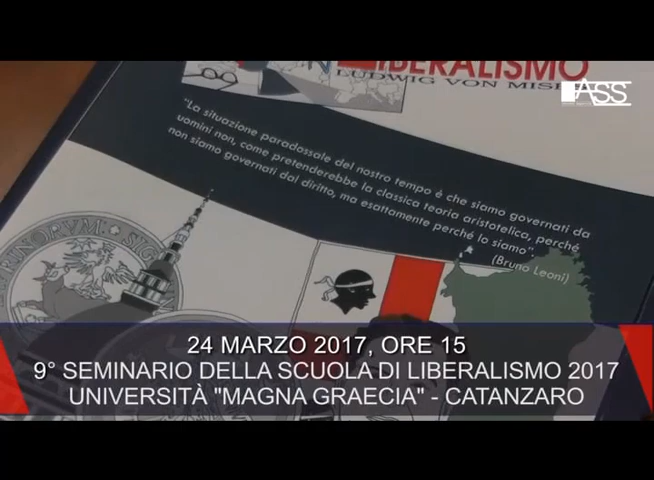 LIBERALISMO
LUDWIG VON MISES
ASS
"La situazione paradossale del nostro tempo è che siamo governati da
uomini non, come pretenderebbe la classica teoria aristotelica, perché
non siamo governati dal diritto, ma esattamente perché lo siamo".
(Bruno Leoni)
24 MARZO 2017, ORE 15
9° SEMINARIO DELLA SCUOLA DI LIBERALISMO 2017
UNIVERSITÀ "MAGNA GRAECIA" - CATANZARO